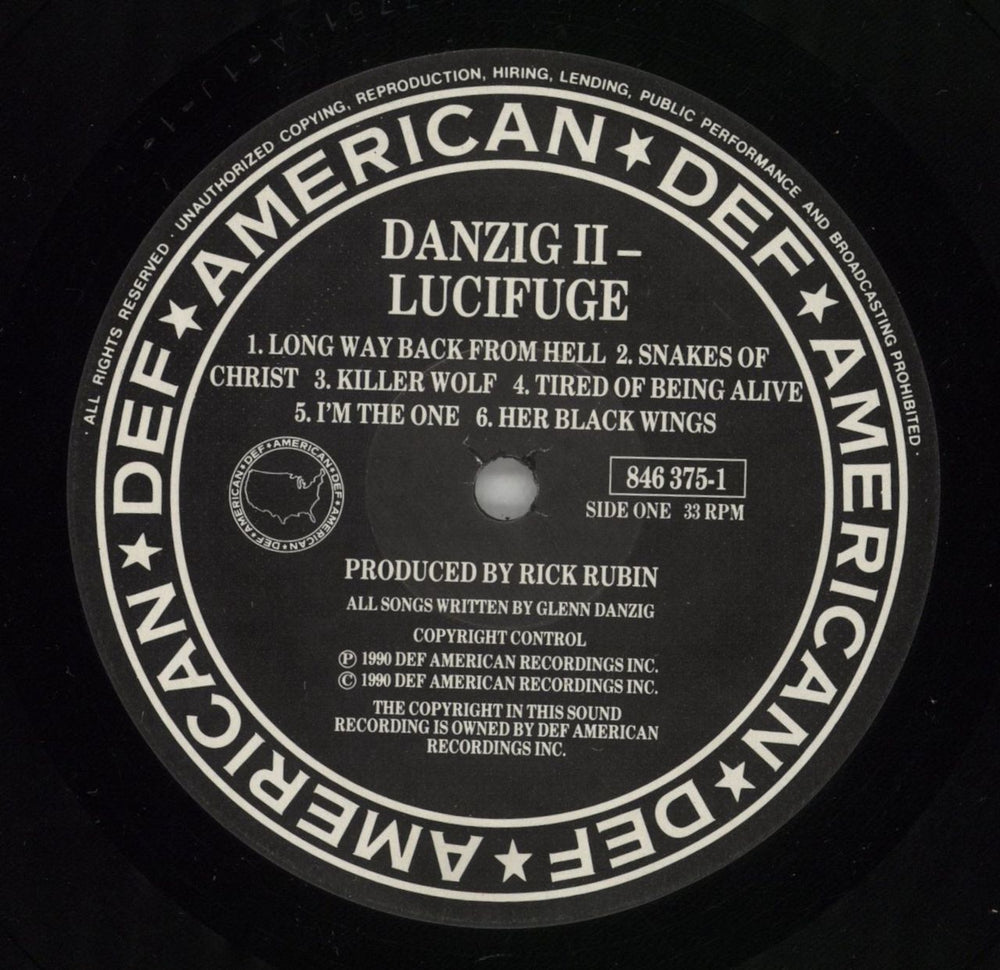 · ALL RIGHTS RESERVED · UNAUTHORIZED COPYING, REPRODUCTION, HIRING, LENDING, PUBLIC PERFORMANCE AND BROADCASTING PROHIBITED ·
DEF ★ AMERICAN ★ DEF ★ AMERICAN ★ DEF ★ AMERICAN ★
DANZIG II –
LUCIFUGE
1. LONG WAY BACK FROM HELL 2. SNAKES OF
CHRIST 3. KILLER WOLF 4. TIRED OF BEING ALIVE
5. I'M THE ONE 6. HER BLACK WINGS
DEF ★ AMERICAN ★ DEF ★ AMERICAN ★ DEF ★ AMERICAN ★
846 375-1
SIDE ONE 33 RPM
PRODUCED BY RICK RUBIN
ALL SONGS WRITTEN BY GLENN DANZIG
COPYRIGHT CONTROL
Ⓟ 1990 DEF AMERICAN RECORDINGS INC.
© 1990 DEF AMERICAN RECORDINGS INC.
THE COPYRIGHT IN THIS SOUND
RECORDING IS OWNED BY DEF AMERICAN
RECORDINGS INC.